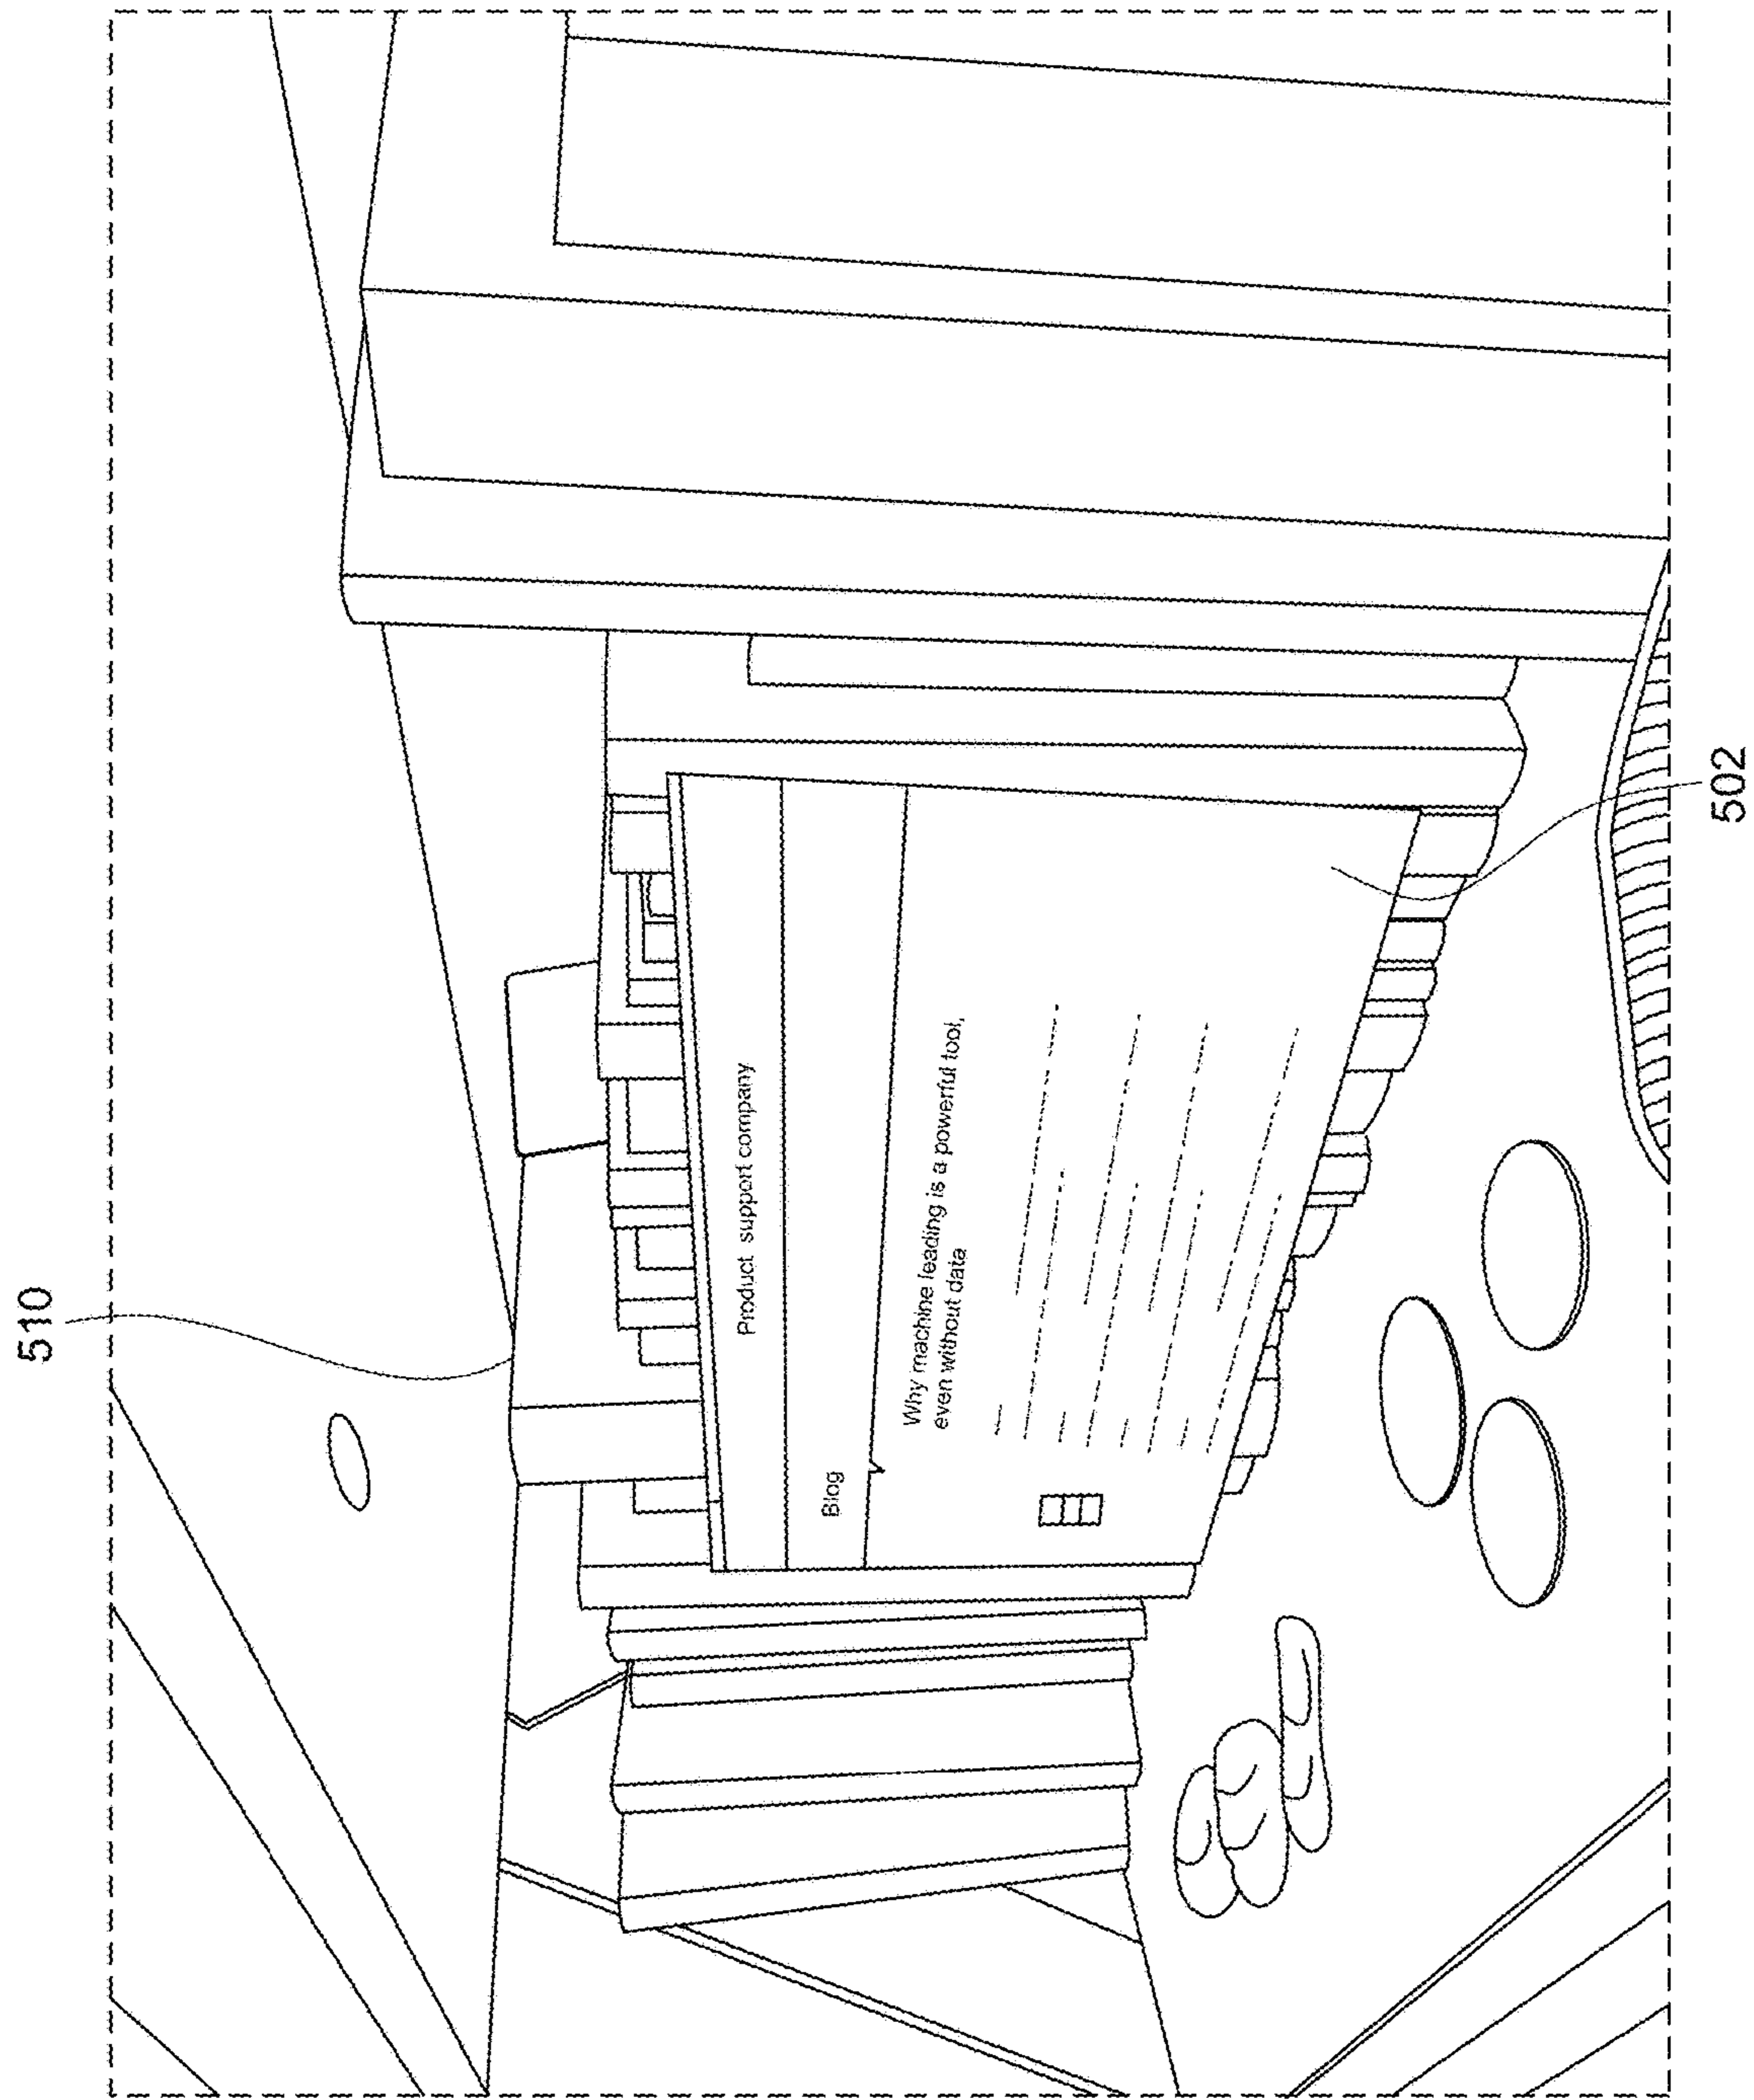 510
Product support company
Blog
Why machine leading is a powerful tool,
even without data
502